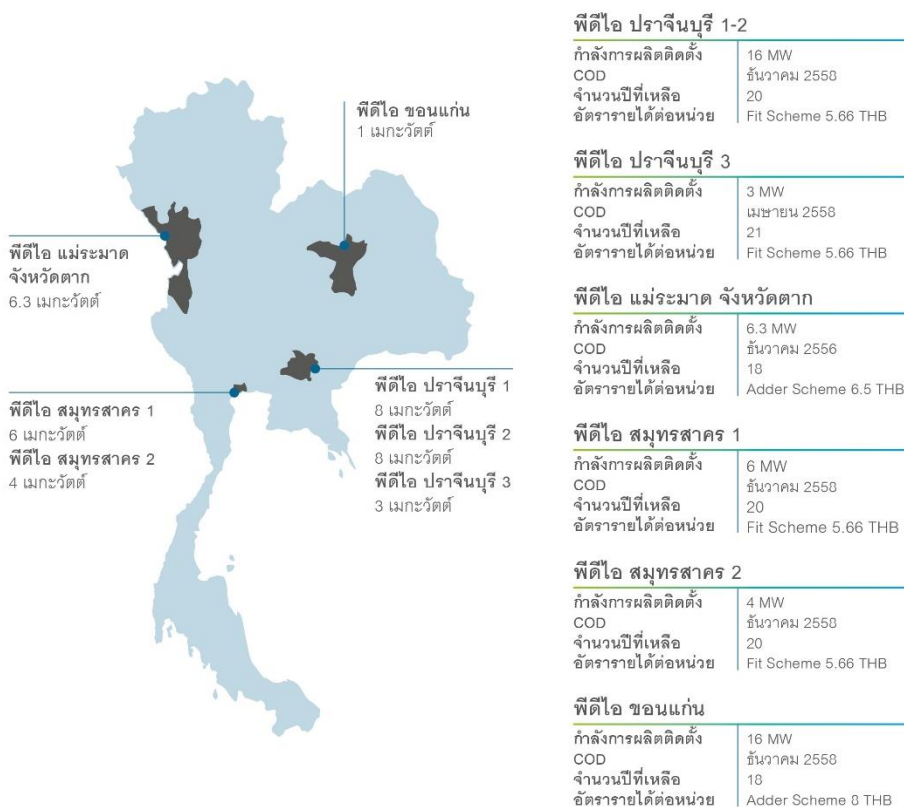 พีดีไอ ขอนแก่น
1 เมกะวัตต์
พีดีไอ แม่ระมาด
จังหวัดตาก
6.3 เมกะวัตต์
พีดีไอ สมุทรสาคร 1
6 เมกะวัตต์
พีดีไอ สมุทรสาคร 2
4 เมกะวัตต์
พีดีไอ ปราจีนบุรี 1
8 เมกะวัตต์
พีดีไอ ปราจีนบุรี 2
8 เมกะวัตต์
พีดีไอ ปราจีนบุรี 3
3 เมกะวัตต์
พีดีไอ ปราจีนบุรี 1-2
กำลังการผลิตติดตั้ง 16 MW
COD ธันวาคม 2558
จำนวนปีที่เหลือ 20
อัตรารายได้ต่อหน่วย Fit Scheme 5.66 THB
พีดีไอ ปราจีนบุรี 3
กำลังการผลิตติดตั้ง 3 MW
COD เมษายน 2558
จำนวนปีที่เหลือ 21
อัตรารายได้ต่อหน่วย Fit Scheme 5.66 THB
พีดีไอ แม่ระมาด จังหวัดตาก
กำลังการผลิตติดตั้ง 6.3 MW
COD ธันวาคม 2556
จำนวนปีที่เหลือ 18
อัตรารายได้ต่อหน่วย Adder Scheme 6.5 THB
พีดีไอ สมุทรสาคร 1
กำลังการผลิตติดตั้ง 6 MW
COD ธันวาคม 2558
จำนวนปีที่เหลือ 20
อัตรารายได้ต่อหน่วย Fit Scheme 5.66 THB
พีดีไอ สมุทรสาคร 2
กำลังการผลิตติดตั้ง 4 MW
COD ธันวาคม 2558
จำนวนปีที่เหลือ 20
อัตรารายได้ต่อหน่วย Fit Scheme 5.66 THB
พีดีไอ ขอนแก่น
กำลังการผลิตติดตั้ง 16 MW
COD ธันวาคม 2558
จำนวนปีที่เหลือ 18
อัตรารายได้ต่อหน่วย Adder Scheme 8 THB